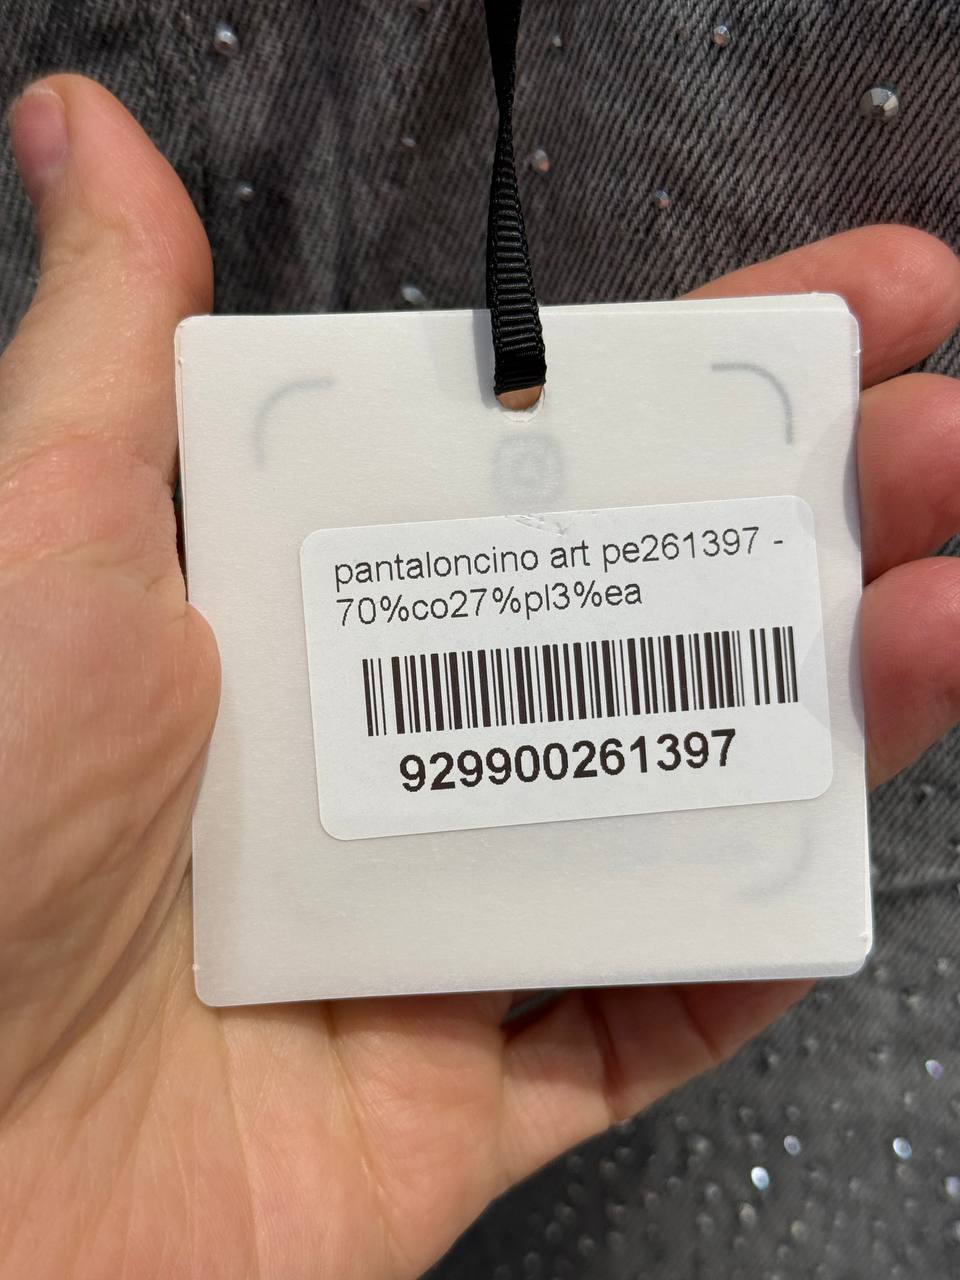 pantaloncino art pe261397 -
70%co27%pl3%ea
929900261397